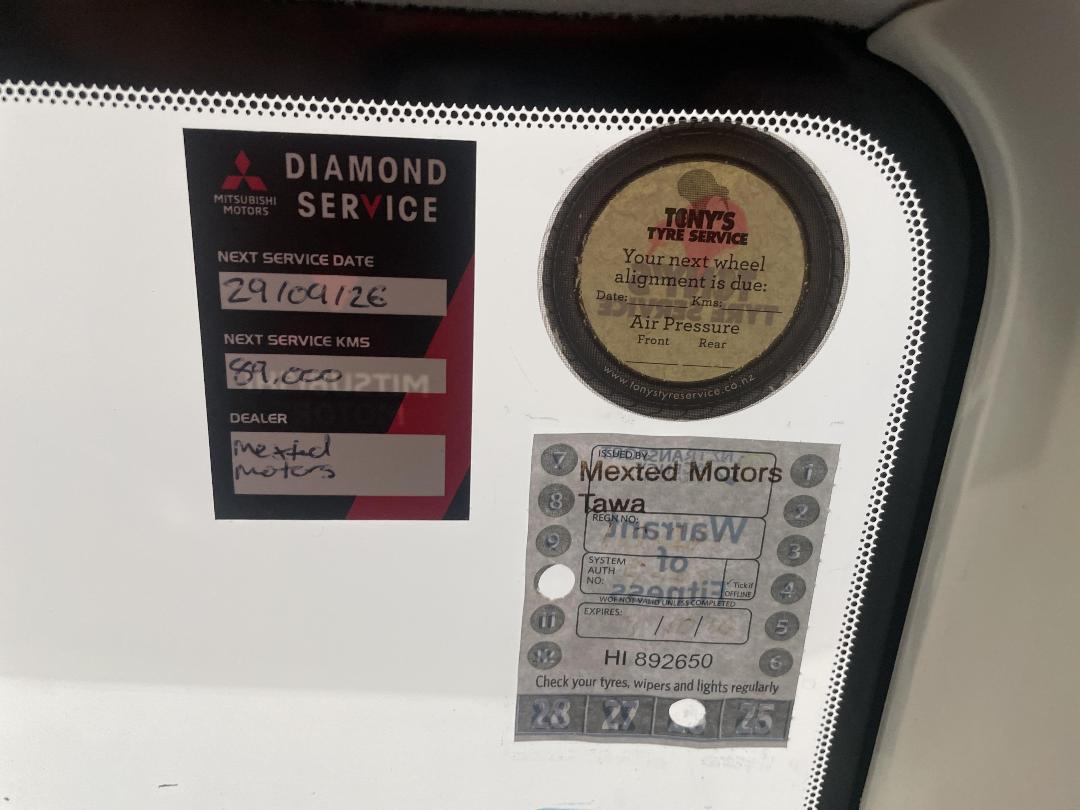 DIAMOND
SERVICE
MITSUBISHI
MOTORS
NEXT SERVICE DATE
29/09/26
NEXT SERVICE KMS
89,000
DEALER
Mexted
Motors
TONY'S
TYRE SERVICE
Your next wheel
alignment is due:
Date: Kms:
Air Pressure
Front Rear
www.tonystyreservice.co.nz
ISSUED BY
Mexted Motors
Tawa
REGN NO:
SYSTEM
AUTH
NO:
✓ Tick if
OFFLINE
WOF NOT VALID UNLESS COMPLETED
EXPIRES: / /
HI 892650
Check your tyres, wipers and lights regularly
7
8
9
11
12
1
2
3
4
5
6
28 27 25
Warrant
of
Fitness